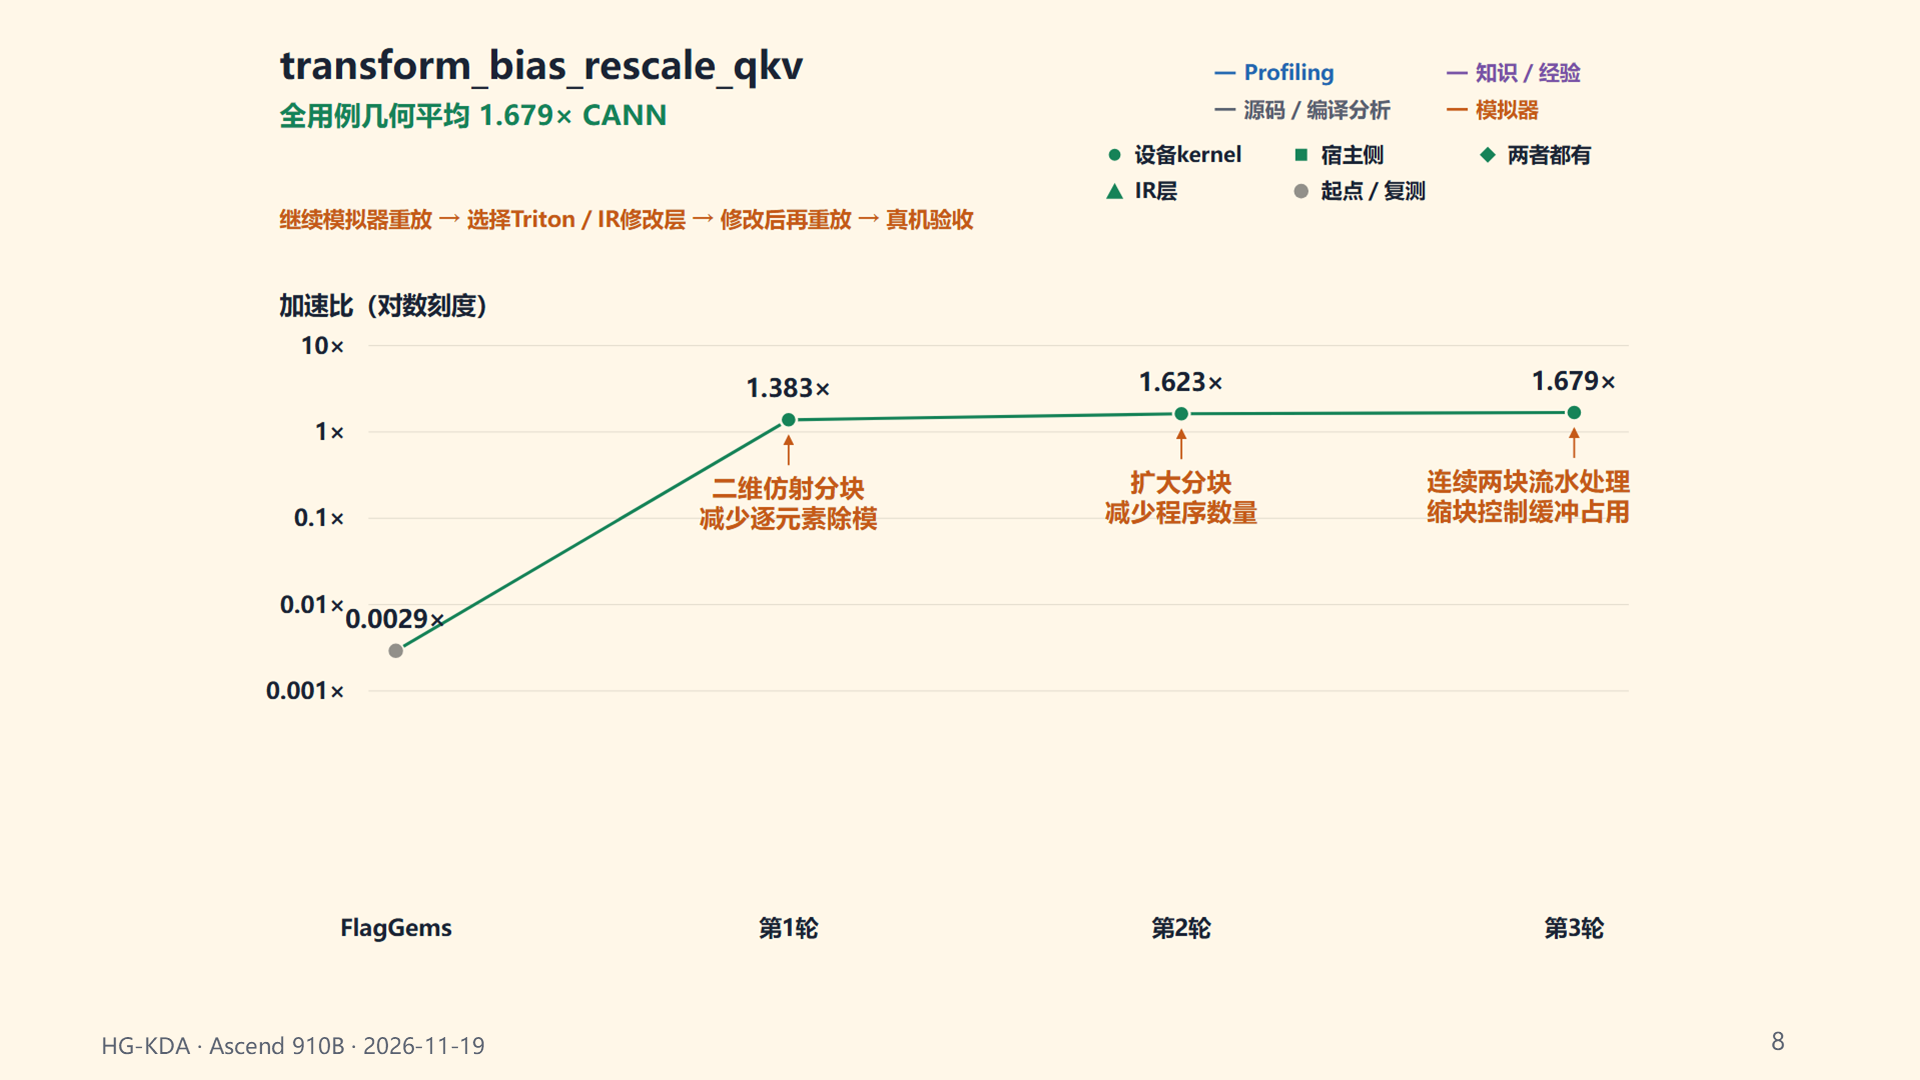 transform_bias_rescale_qkv
全用例几何平均 1.679× CANN
— Profiling
— 知识 / 经验
— 源码 / 编译分析
— 模拟器
● 设备kernel
■ 宿主侧
◆ 两者都有
▲ IR层
● 起点 / 复测
继续模拟器重放 → 选择Triton / IR修改层 → 修改后再重放 → 真机验收
加速比（对数刻度）
10×
1.383×
1.623×
1.679×
1×
二维仿射分块
减少逐元素除模
扩大分块
减少程序数量
连续两块流水处理
缩块控制缓冲占用
0.1×
0.01×
0.0029×
0.001×
FlagGems
第1轮
第2轮
第3轮
HG-KDA · Ascend 910B · 2026-11-19
8